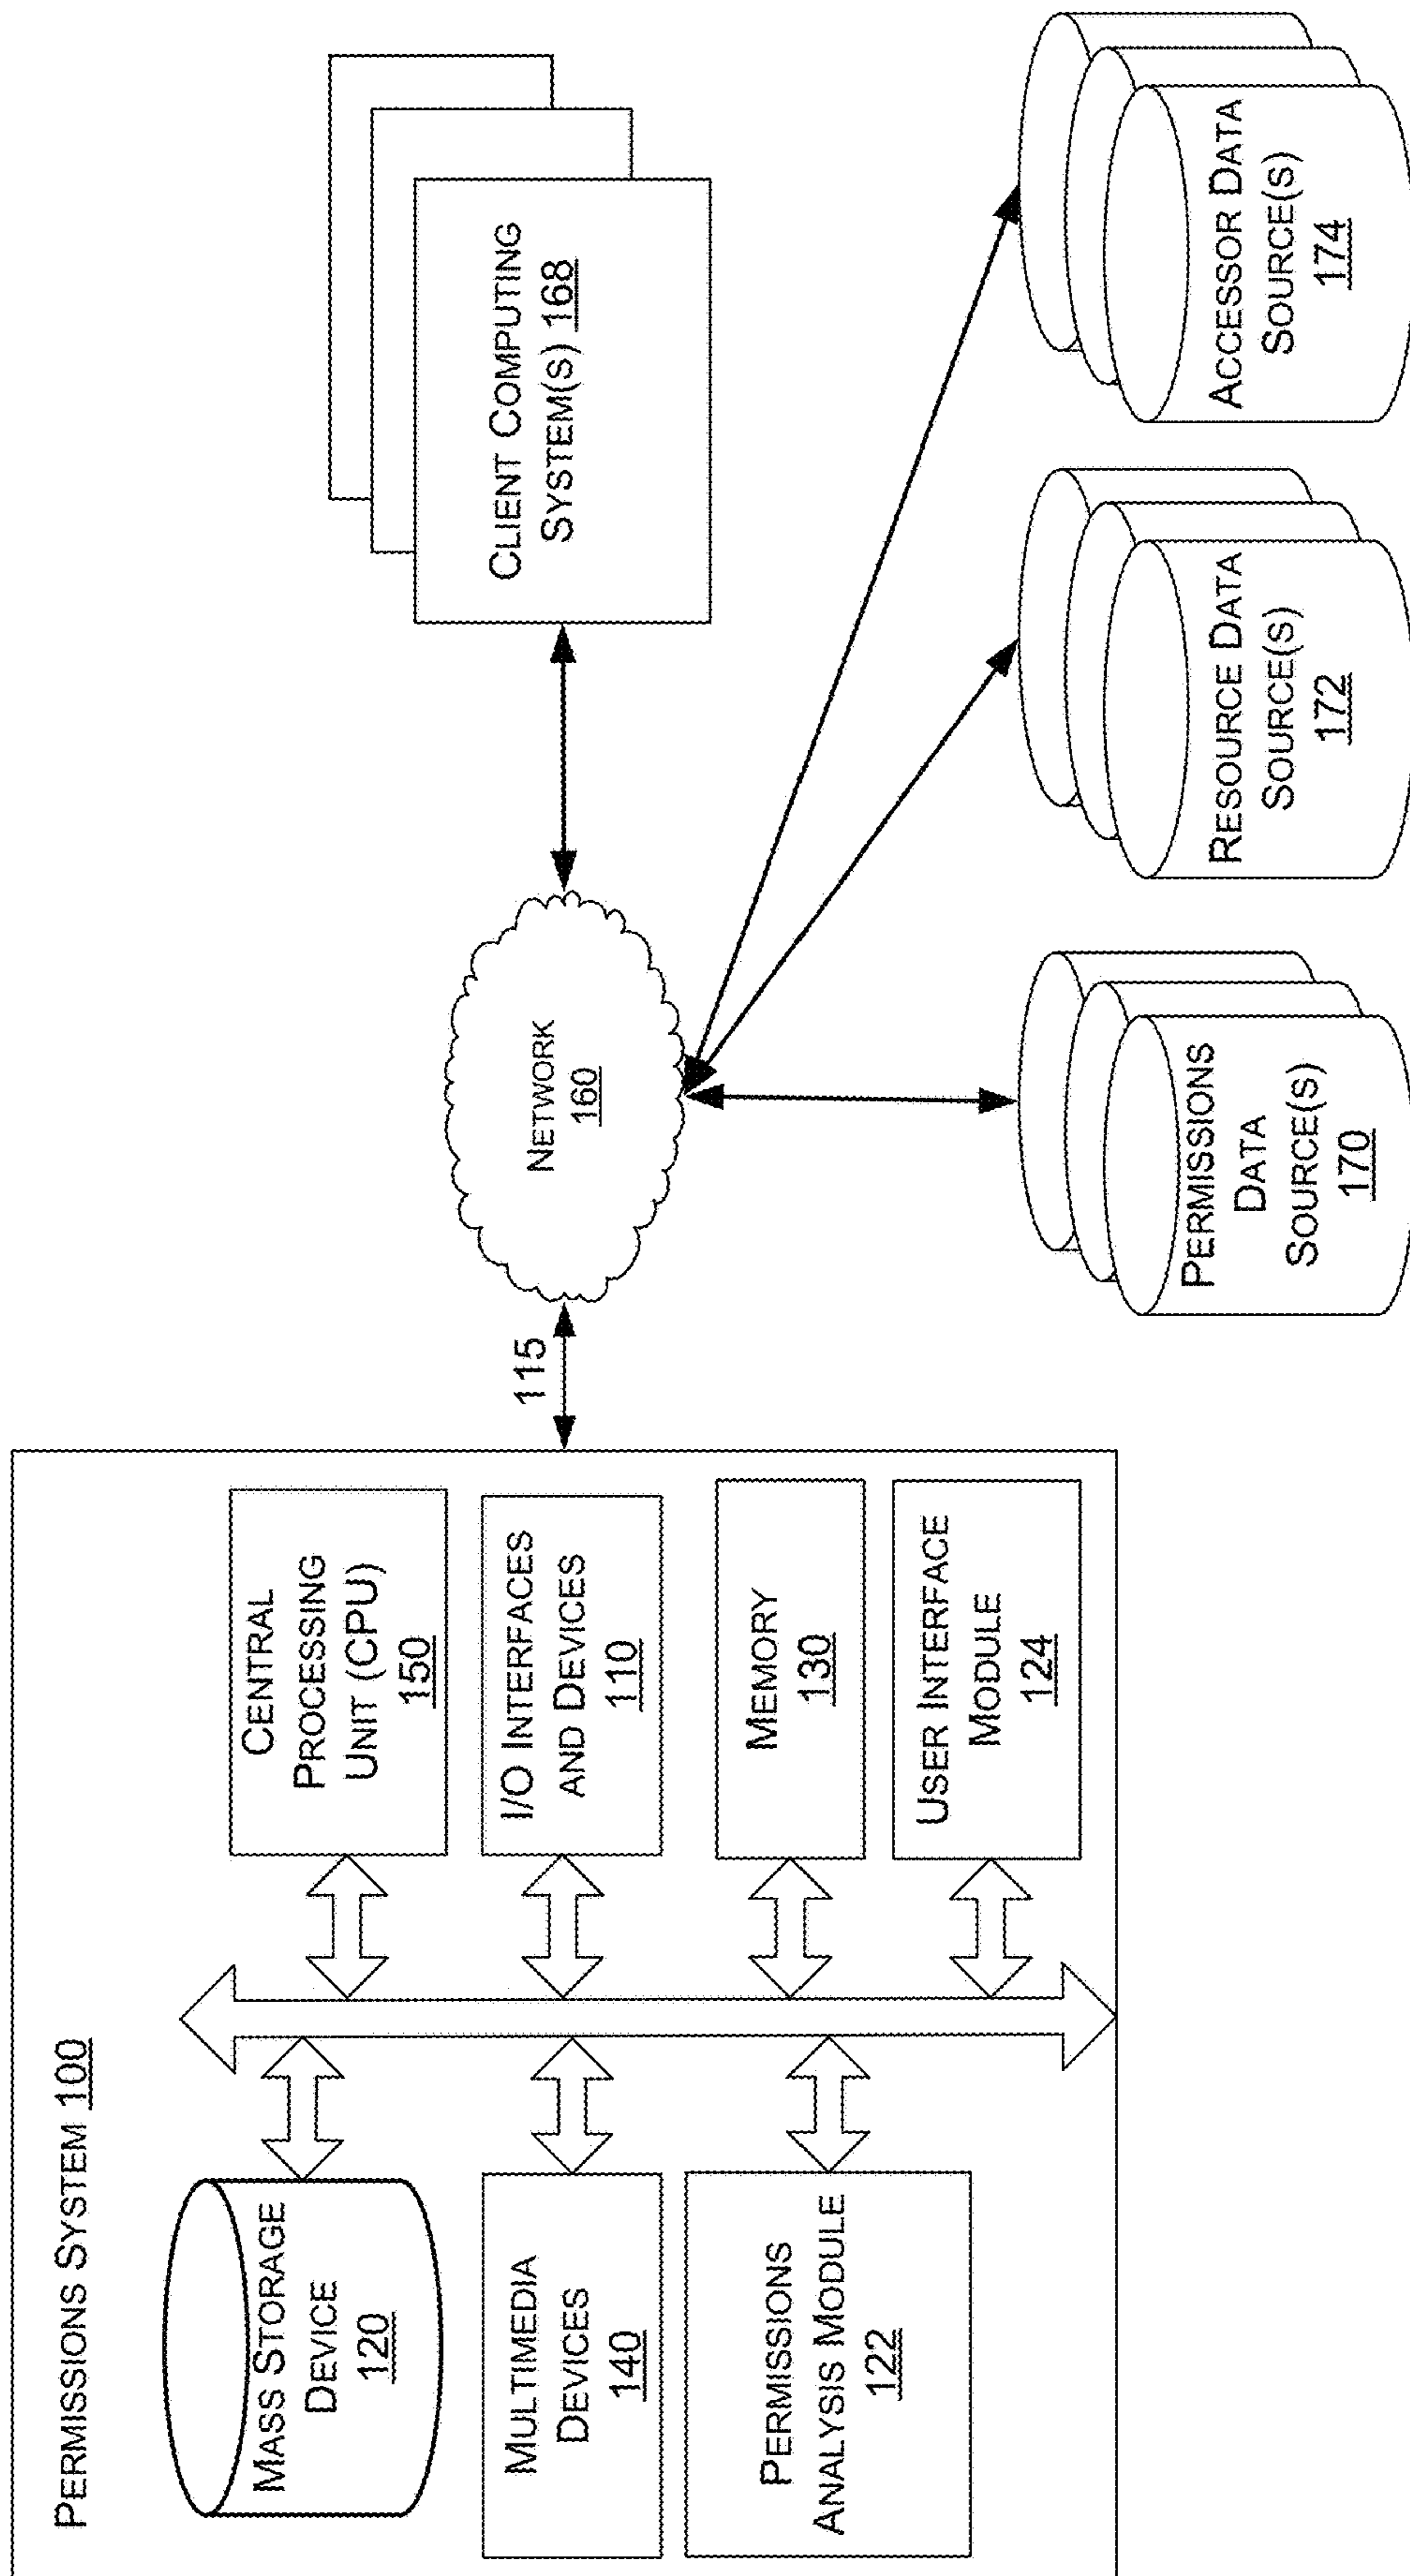 PERMISSIONS SYSTEM 100
MASS STORAGE
DEVICE
120
MULTIMEDIA
DEVICES
140
PERMISSIONS
ANALYSIS MODULE
122
CENTRAL
PROCESSING
UNIT (CPU)
150
I/O INTERFACES
AND DEVICES
110
MEMORY
130
USER INTERFACE
MODULE
124
115
NETWORK
160
CLIENT COMPUTING
SYSTEM(S) 168
PERMISSIONS
DATA
SOURCE(S)
170
RESOURCE DATA
SOURCE(S)
172
ACCESSOR DATA
SOURCE(S)
174